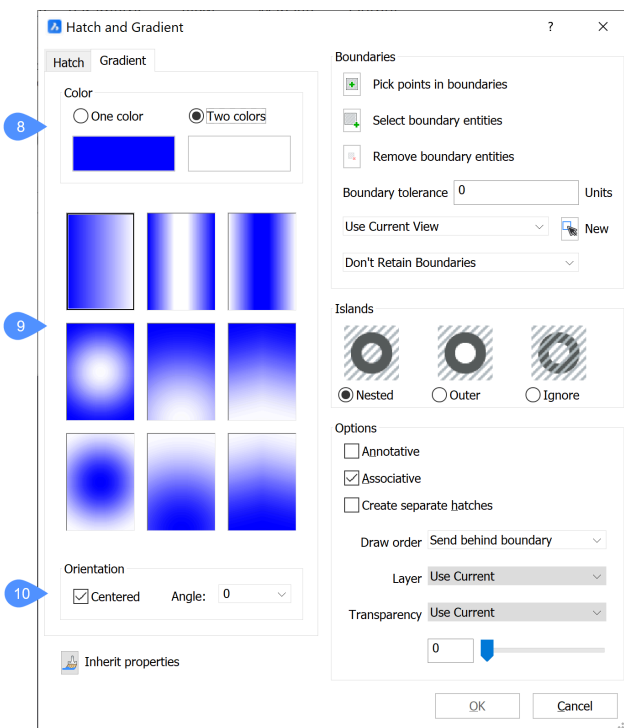 Hatch and Gradient
?
Hatch
Gradient
Color
One color
Two colors
8
9
Orientation
Centered
Angle:
0
10
Inherit properties
Boundaries
Pick points in boundaries
Select boundary entities
Remove boundary entities
Boundary tolerance
0
Units
Use Current View
New
Don't Retain Boundaries
Islands
Nested
Outer
Ignore
Options
Annotative
Associative
Create separate hatches
Draw order
Send behind boundary
Layer
Use Current
Transparency
Use Current
0
OK
Cancel